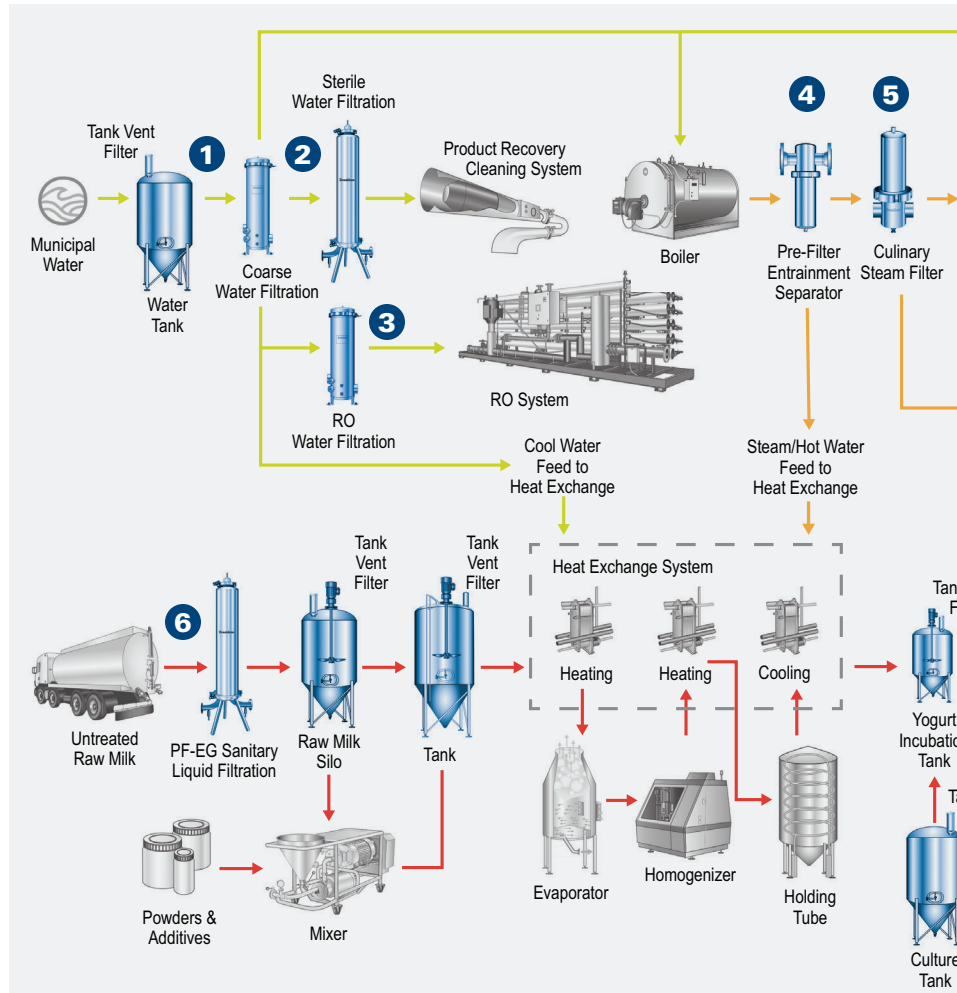 Sterile
Water Filtration
4
5
Tank Vent
Filter
1
2
Product Recovery
Cleaning System
Municipal
Water
Water
Tank
Coarse
Water Filtration
Boiler
Pre-Filter
Entrainment
Separator
Culinary
Steam Filter
3
RO System
RO
Water Filtration
Cool Water
Feed to
Heat Exchange
Steam/Hot Water
Feed to
Heat Exchange
Tank
Vent
Filter
Tank
Vent
Filter
Heat Exchange System
6
Heating
Heating
Cooling
Untreated
Raw Milk
PF-EG Sanitary
Liquid Filtration
Raw Milk
Silo
Tank
Yogurt
Tank
Evaporator
Homogenizer
Holding
Tube
Powders &
Additives
Mixer
Culture
Tank